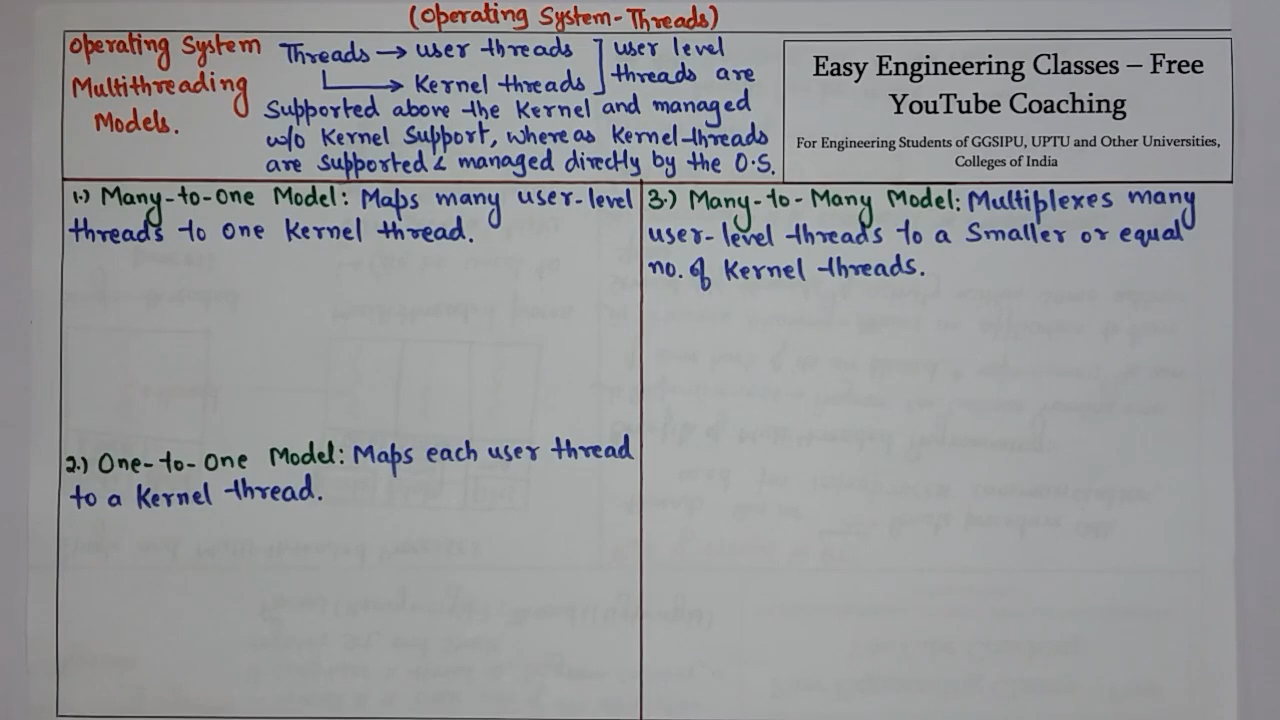 (Operating System-Threads)
Operating System
Multithreading
Models.
Threads → user threads
→ Kernel threads
user level
threads are
Supported above the Kernel and managed
w/o Kernel Support, where as Kernel-threads
are supported & managed directly by the O.S.
Easy Engineering Classes – Free
YouTube Coaching
For Engineering Students of GGSIPU, UPTU and Other Universities,
Colleges of India
1.) Many-to-One Model: Maps many user-level
threads to one Kernel thread.
2.) One-to-One Model: Maps each user thread
to a Kernel thread.
3.) Many-to-Many Model: Multiplexes many
user-level threads to a Smaller or equal
no. of Kernel threads.